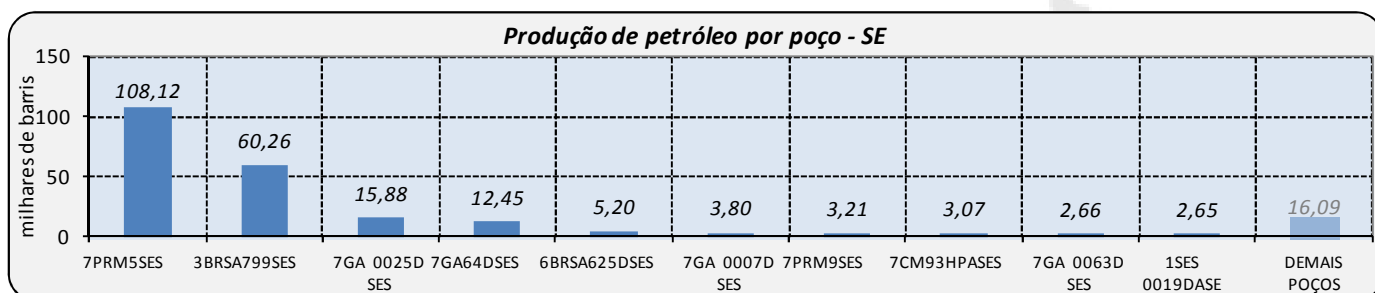 Produção de petróleo por poço - SE
milhares de barris
150
100
50
0
108,12
60,26
15,88
12,45
5,20
3,80
3,21
3,07
2,66
2,65
16,09
7PRM5SES
3BRSA799SES
7GA 0025D
SES
7GA64DSES
6BRSA625DSES
7GA 0007D
SES
7PRM9SES
7CM93HPASES
7GA 0063D
SES
1SES
0019DASE
DEMAIS
POÇOS